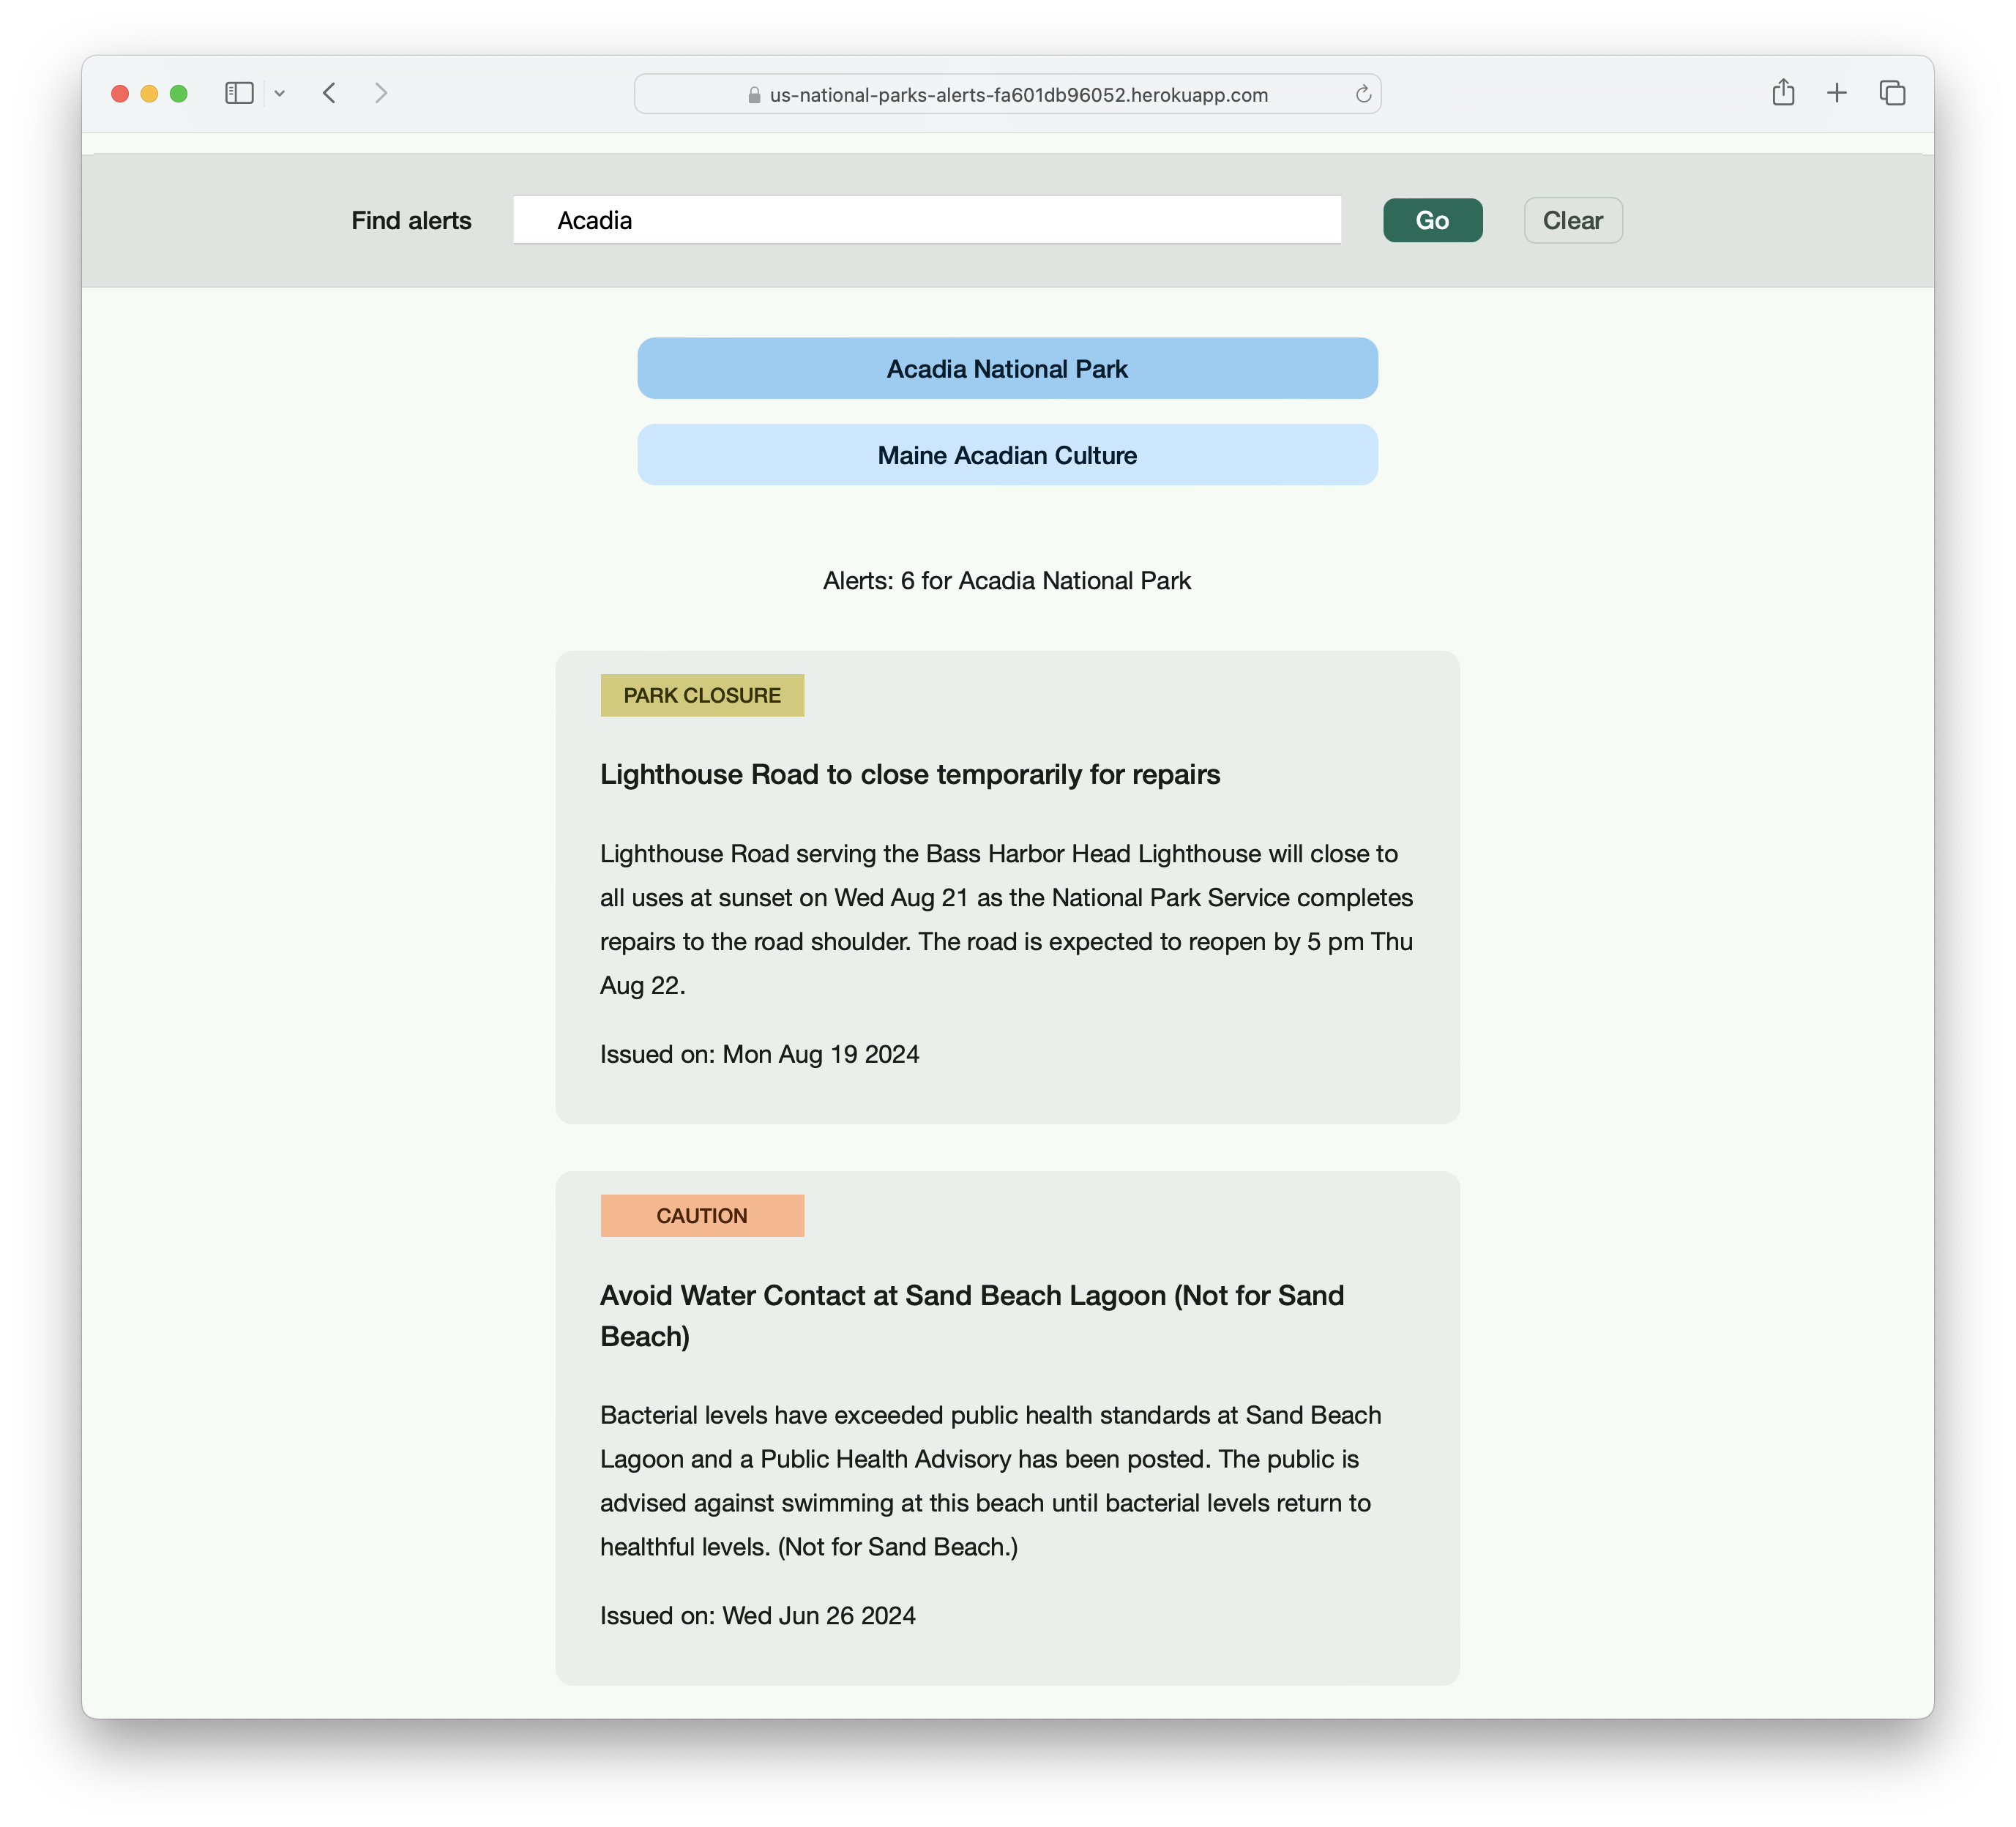 us-national-parks-alerts-fa601db96052.herokuapp.com
Find alerts
Acadia
Go
Clear
Acadia National Park
Maine Acadian Culture
Alerts: 6 for Acadia National Park
PARK CLOSURE
Lighthouse Road to close temporarily for repairs
Lighthouse Road serving the Bass Harbor Head Lighthouse will close to
all uses at sunset on Wed Aug 21 as the National Park Service completes
repairs to the road shoulder. The road is expected to reopen by 5 pm Thu
Aug 22.
Issued on: Mon Aug 19 2024
CAUTION
Avoid Water Contact at Sand Beach Lagoon (Not for Sand
Beach)
Bacterial levels have exceeded public health standards at Sand Beach
Lagoon and a Public Health Advisory has been posted. The public is
advised against swimming at this beach until bacterial levels return to
healthful levels. (Not for Sand Beach.)
Issued on: Wed Jun 26 2024